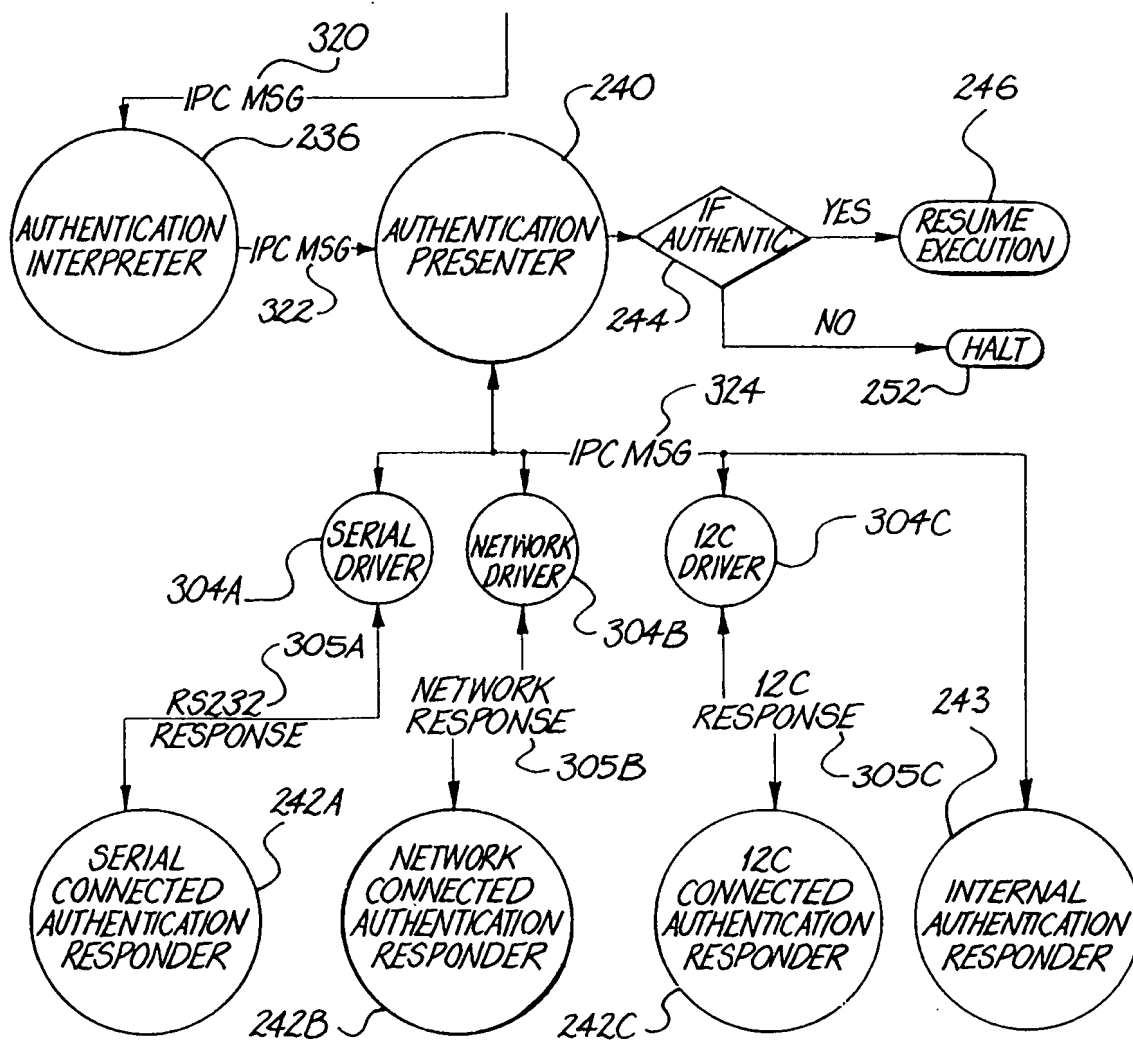 320
IPC MSG
236
240
246
AUTHENTICATION
INTERPRETER
IPC MSG
322
AUTHENTICATION
PRESENTER
IF
AUTHENTIC
244
YES
RESUME
EXECUTION
NO
HALT
252
324
IPC MSG
SERIAL
DRIVER
304A
NETWORK
DRIVER
304B
12C
DRIVER
304C
305A
RS232
RESPONSE
NETWORK
RESPONSE
305B
12C
RESPONSE
305C
243
242A
SERIAL
CONNECTED
AUTHENTICATION
RESPONDER
NETWORK
CONNECTED
AUTHENTICATION
RESPONDER
242B
12C
CONNECTED
AUTHENTICATION
RESPONDER
242C
INTERNAL
AUTHENTICATION
RESPONDER